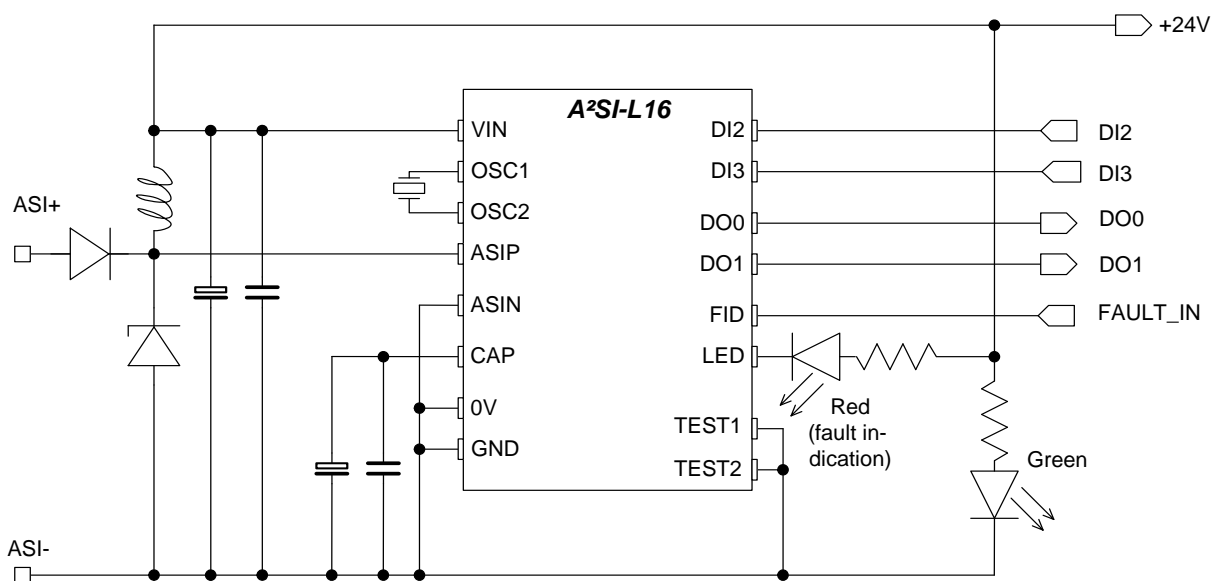 +24V
A²SI-L16
VIN
DI2
DI2
OSC1
DI3
DI3
ASI+
OSC2
DO0
DO0
ASIP
DO1
DO1
ASIN
FID
FAULT_IN
CAP
LED
Red
(fault in-
dication)
0V
TEST1
GND
TEST2
Green
ASI-